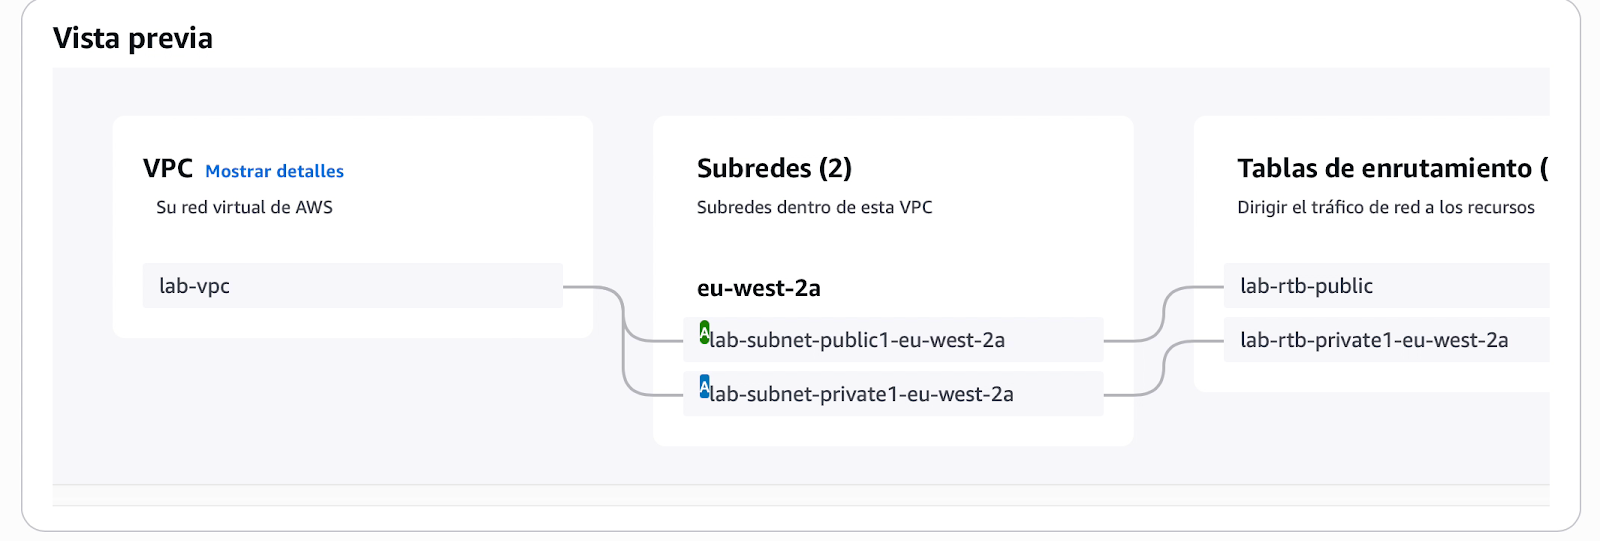 Vista previa
VPC Mostrar detalles
Su red virtual de AWS
lab-vpc
Subredes (2)
Subredes dentro de esta VPC
eu-west-2a
A lab-subnet-public1-eu-west-2a
A lab-subnet-private1-eu-west-2a
Tablas de enrutamiento (
Dirigir el tráfico de red a los recursos
lab-rtb-public
lab-rtb-private1-eu-west-2a